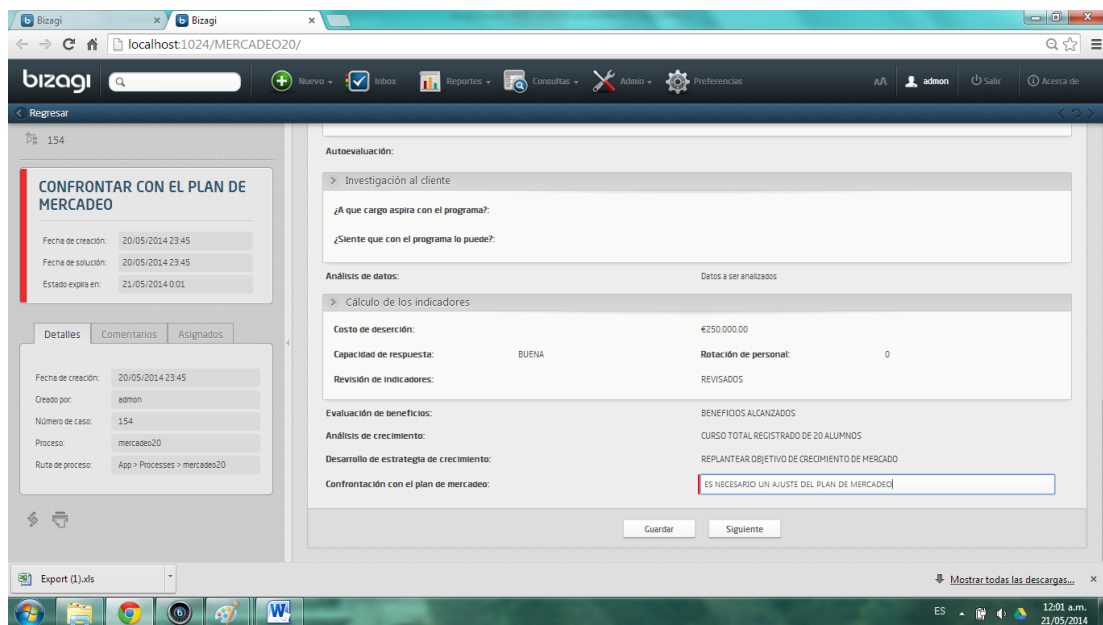 Bizagi
Bizagi
localhost:1024/MERCADEO20/
bizagi
Nuevo
Inbox
Reportes
Consultas
Admin
Preferencias
AA
admon
Salir
Acerca de
Regresar
154
CONFRONTAR CON EL PLAN DE
MERCADEO
Fecha de creación: 20/05/2014 23:45
Fecha de solución: 20/05/2014 23:45
Estado expira en: 21/05/2014 0:01
Detalles Comentarios Asignados
Fecha de creación: 20/05/2014 23:45
Creado por: admon
Número de caso: 154
Proceso: mercadeo20
Ruta de proceso: App > Processes > mercadeo20
Autoevaluación:
> Investigación al cliente
¿A que cargo aspira con el programa?:
¿Siente que con el programa lo puede?:
Análisis de datos: Datos a ser analizados
> Cálculo de los indicadores
Costo de deserción: €250.000,00
Capacidad de respuesta: BUENA Rotación de personal: 0
Revisión de indicadores: REVISADOS
Evaluación de beneficios: BENEFICIOS ALCANZADOS
Análisis de crecimiento: CURSO TOTAL REGISTRADO DE 20 ALUMNOS
Desarrollo de estrategia de crecimiento: REPLANTEAR OBJETIVO DE CRECIMIENTO DE MERCADO
Confrontación con el plan de mercadeo: ES NECESARIO UN AJUSTE DEL PLAN DE MERCADEO
Guardar Siguiente
Export (1).xls
Mostrar todas las descargas...
ES
12:01 a.m.
21/05/2014